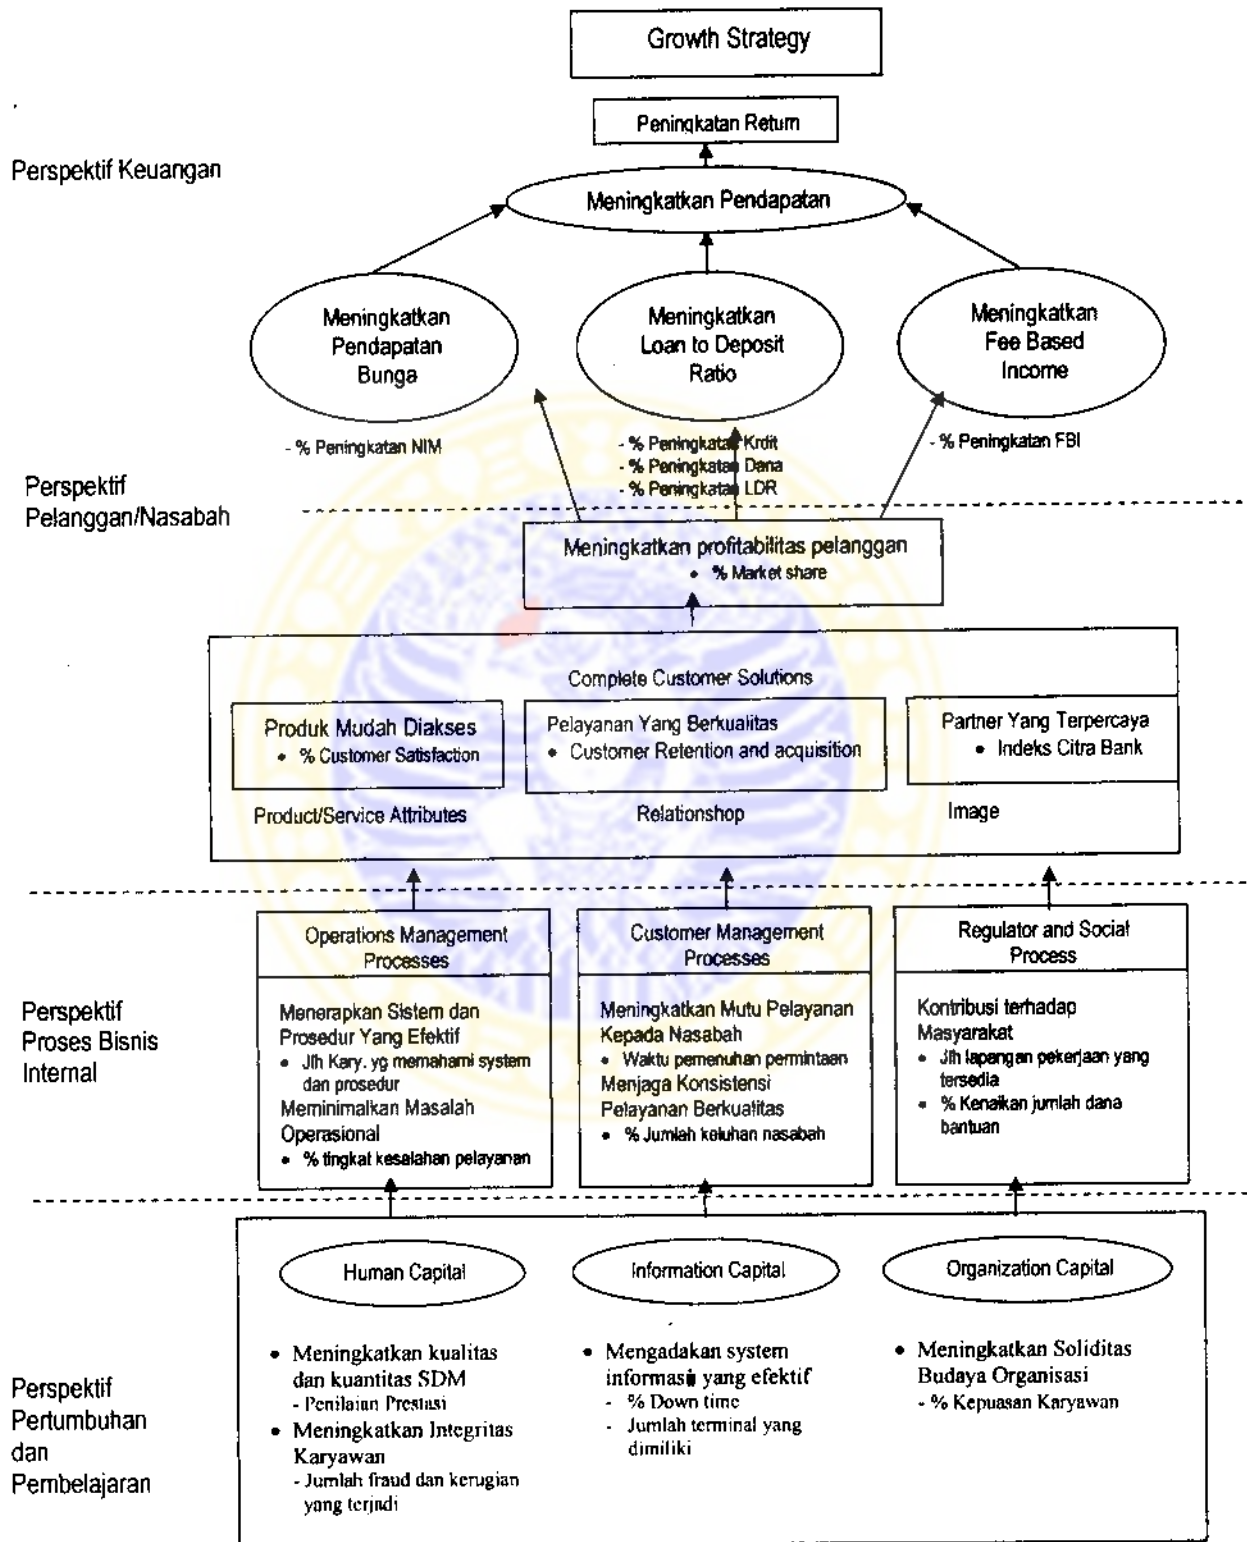 Growth Strategy
Peningkatan Return
Perspektif Keuangan
Meningkatkan Pendapatan
Meningkatkan
Pendapatan
Bunga
Meningkatkan
Loan to Deposit
Ratio
Meningkatkan
Fee Based
Income
- % Peningkatan NIM
- % Peningkatan Krdit
- % Peningkatan Dana
- % Peningkatan LDR
- % Peningkatan FBI
Perspektif
Pelanggan/Nasabah
Meningkatkan profitabilitas pelanggan
• % Market share
Complete Customer Solutions
Produk Mudah Diakses
• % Customer Satisfaction
Pelayanan Yang Berkualitas
• Customer Retention and acquisition
Partner Yang Terpercaya
• Indeks Citra Bank
Product/Service Attributes
Relationshop
Image
Perspektif
Proses Bisnis
Internal
Operations Management
Processes
Menerapkan Sistem dan
Prosedur Yang Efektif
• Jlh Kary. yg memahami system
dan prosedur
Meminimalkan Masalah
Operasional
• % tingkat kesalahan pelayanan
Customer Management
Processes
Meningkatkan Mutu Pelayanan
Kepada Nasabah
• Waktu pemenuhan permintaan
Menjaga Konsistensi
Pelayanan Berkualitas
• % Jumlah keluhan nasabah
Regulator and Social
Process
Kontribusi terhadap
Masyarakat
• Jlh lapangan pekerjaan yang
tersedia
• % Kenaikan jumlah dana
bantuan
Perspektif
Pertumbuhan
dan
Pembelajaran
Human Capital
• Meningkatkan kualitas
dan kuantitas SDM
- Penilaian Prestasi
• Meningkatkan Integritas
Karyawan
- Jumlah fraud dan kerugian
yang terjadi
Information Capital
• Mengadakan system
informasi yang efektif
- % Down time
- Jumlah terminal yang
dimiliki
Organization Capital
• Meningkatkan Soliditas
Budaya Organisasi
- % Kepuasan Karyawan